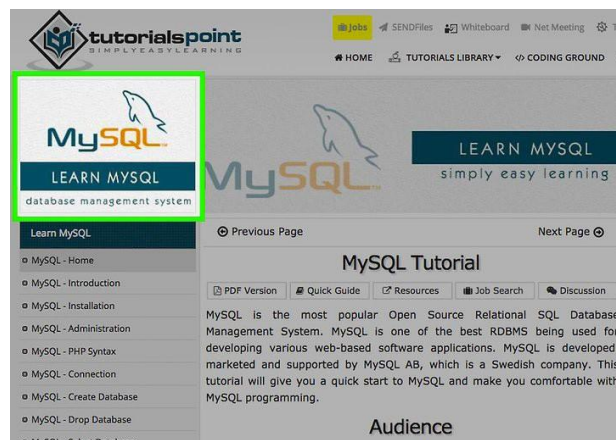 tutorialspoint
SIMPLYEASYLEARNING
Jobs
SENDFiles
Whiteboard
Net Meeting
HOME
TUTORIALS LIBRARY
</> CODING GROUND
MySQL
LEARN MYSQL
database management system
MySQL
LEARN MYSQL
simply easy learning
Learn MySQL
MySQL - Home
MySQL - Introduction
MySQL - Installation
MySQL - Administration
MySQL - PHP Syntax
MySQL - Connection
MySQL - Create Database
MySQL - Drop Database
Previous Page
Next Page
MySQL Tutorial
PDF Version
Quick Guide
Resources
Job Search
Discussion
MySQL is the most popular Open Source Relational SQL Database
Management System. MySQL is one of the best RDBMS being used for
developing various web-based software applications. MySQL is developed,
marketed and supported by MySQL AB, which is a Swedish company. This
tutorial will give you a quick start to MySQL and make you comfortable with
MySQL programming.
Audience